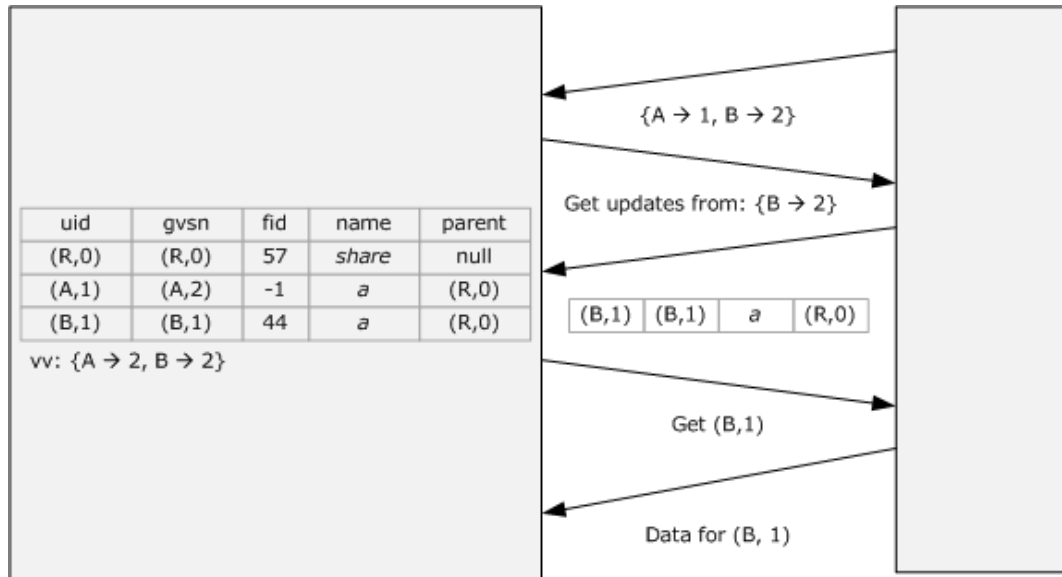 {A → 1, B → 2}
Get updates from: {B → 2}
uid gvsn fid name parent
(R,0) (R,0) 57 share null
(A,1) (A,2) -1 a (R,0)
(B,1) (B,1) 44 a (R,0)
vv: {A → 2, B → 2}
(B,1) (B,1) a (R,0)
Get (B,1)
Data for (B, 1)